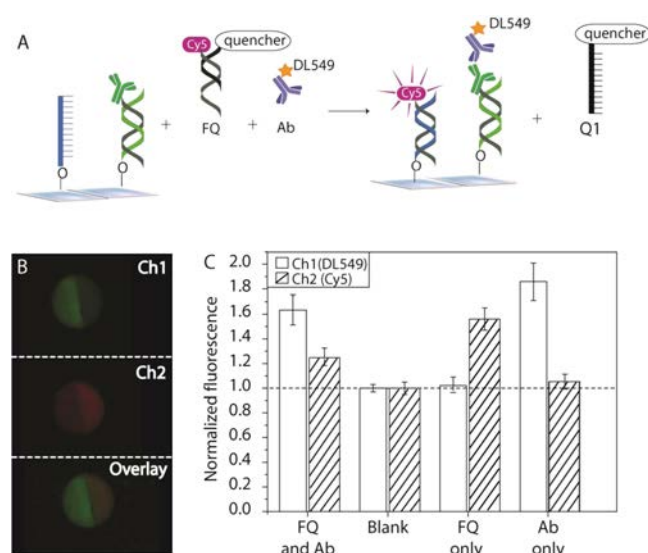 A
Cy5
quencher
DL549
DL549
quencher
Cy5
+
+
+
FQ
Ab
Q1
O
O
O
O
B
Ch1
Ch2
Overlay
C
Ch1(DL549)
Ch2 (Cy5)
Normalized fluorescence
2.0
1.8
1.6
1.4
1.2
1.0
0.8
0.6
0.4
0.2
0.0
FQ
and Ab
Blank
FQ
only
Ab
only